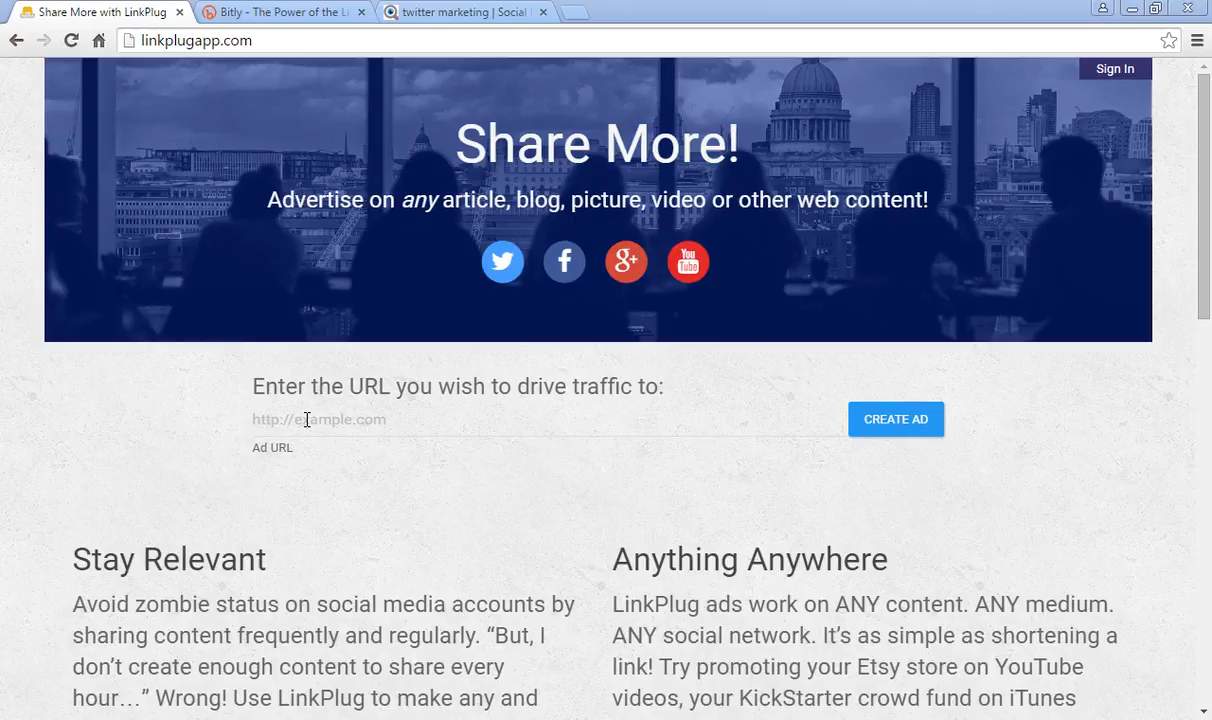 Share More with LinkPlug
Bitly - The Power of the Li
twitter marketing | Social
linkplugapp.com
Sign In
Share More!
Advertise on any article, blog, picture, video or other web content!
You
Tube
Enter the URL you wish to drive traffic to:
http://example.com
CREATE AD
Ad URL
Stay Relevant
Avoid zombie status on social media accounts by
sharing content frequently and regularly. “But, I
don’t create enough content to share every
hour…” Wrong! Use LinkPlug to make any and
Anything Anywhere
LinkPlug ads work on ANY content. ANY medium.
ANY social network. It’s as simple as shortening a
link! Try promoting your Etsy store on YouTube
videos, your KickStarter crowd fund on iTunes